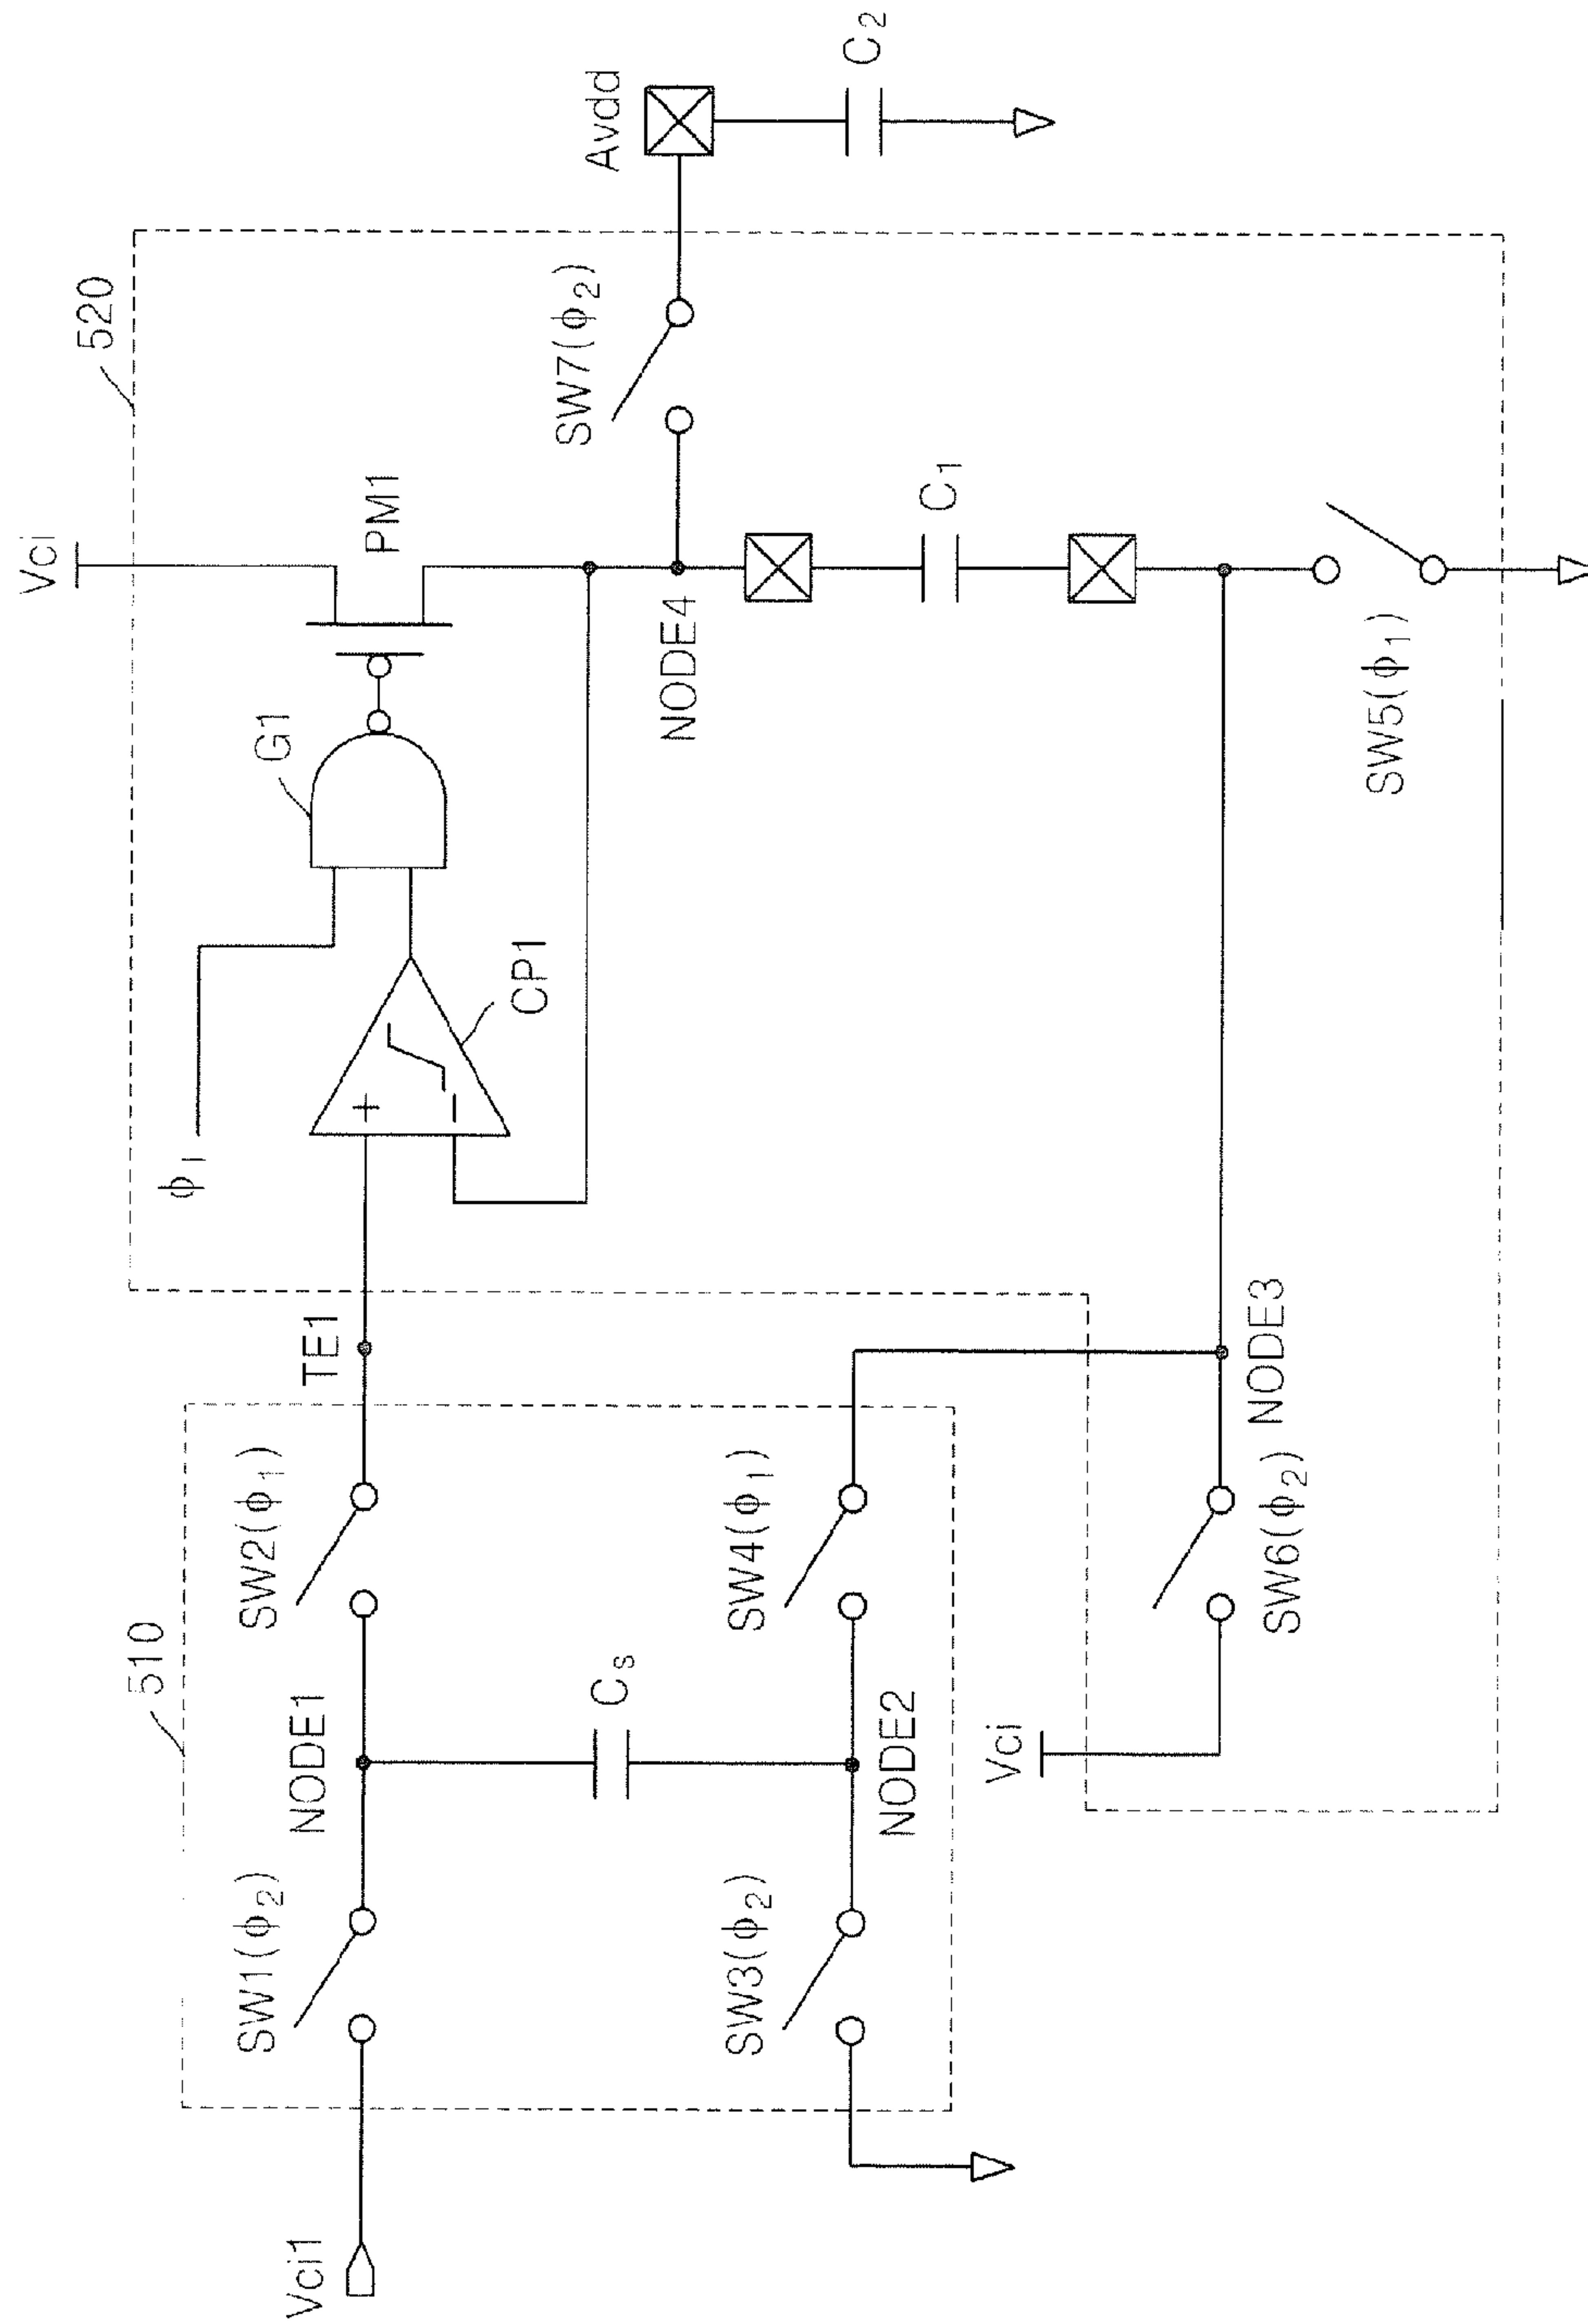 Vci
520
PM1
G1
Avdd
SW7(ϕ2)
C2
ϕ1
CP1
NODE4
C1
TE1
510
SW1(ϕ2)
NODE1
SW2(ϕ1)
Vci1
Cs
SW3(ϕ2)
SW4(ϕ1)
NODE2
SW5(ϕ1)
Vci
NODE3
SW6(ϕ2)
+
−